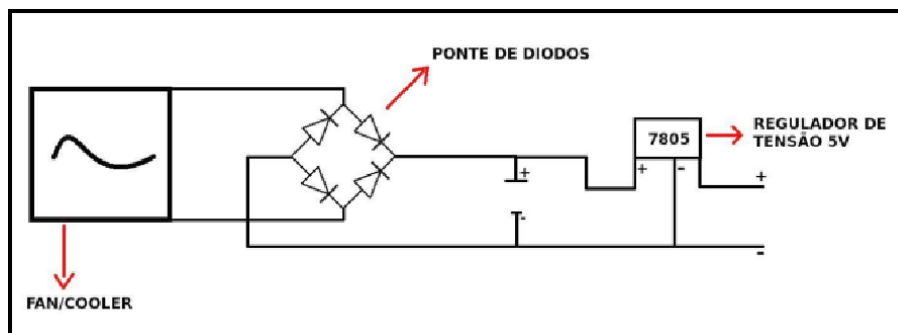 PONTE DE DIODOS
7805
REGULADOR DE
TENSÃO 5V
+ -
+
+
-
-
FAN/COOLER